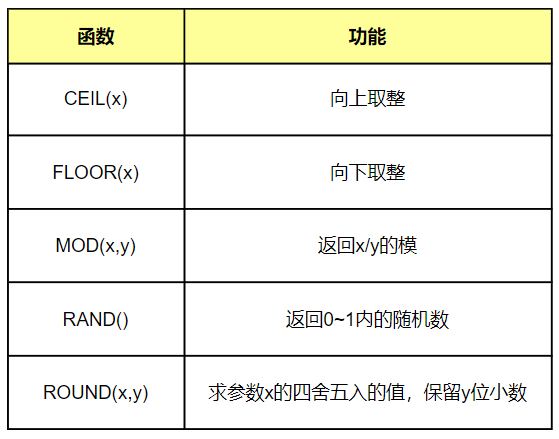 函数 功能
CEIL(x) 向上取整
FLOOR(x) 向下取整
MOD(x,y) 返回x/y的模
RAND() 返回0~1内的随机数
ROUND(x,y) 求参数x的四舍五入的值，保留y位小数